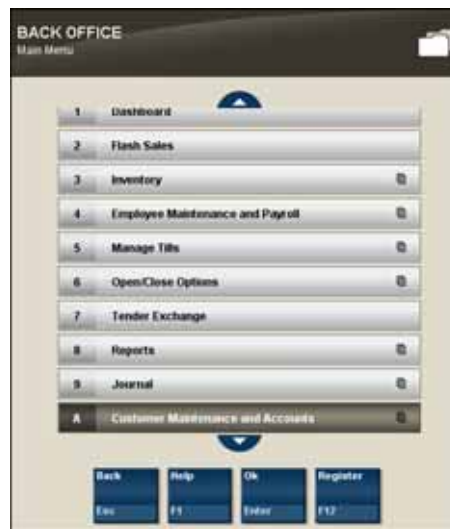 BACK OFFICE
Main Menu
1 Dashboard
2 Flash Sales
3 Inventory
4 Employee Maintenance and Payroll
5 Manage Tills
6 Open/Close Options
7 Tender Exchange
8 Reports
9 Journal
A Customer Maintenance and Accounts
Back Help Ok Register
Esc F1 Enter F12